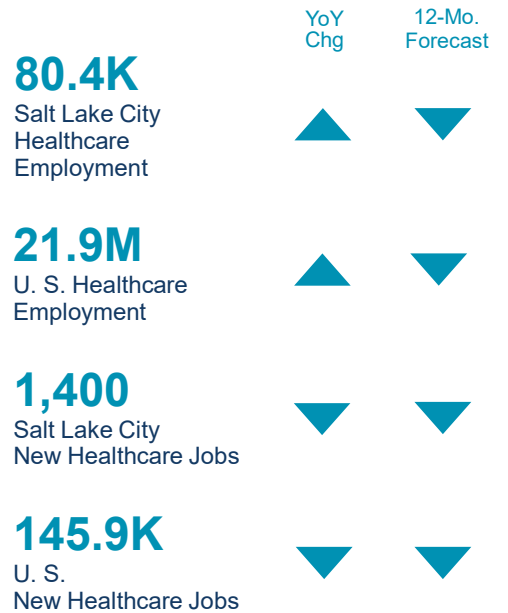 YoY
Chg
12-Mo.
Forecast
80.4K
Salt Lake City
Healthcare
Employment
21.9M
U. S. Healthcare
Employment
1,400
Salt Lake City
New Healthcare Jobs
145.9K
U. S.
New Healthcare Jobs